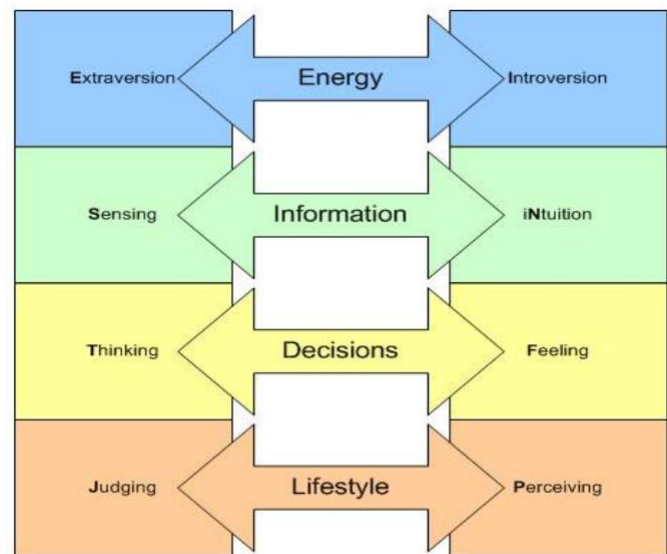 Extraversion Energy Introversion
Sensing Information iNtuition
Thinking Decisions Feeling
Judging Lifestyle Perceiving